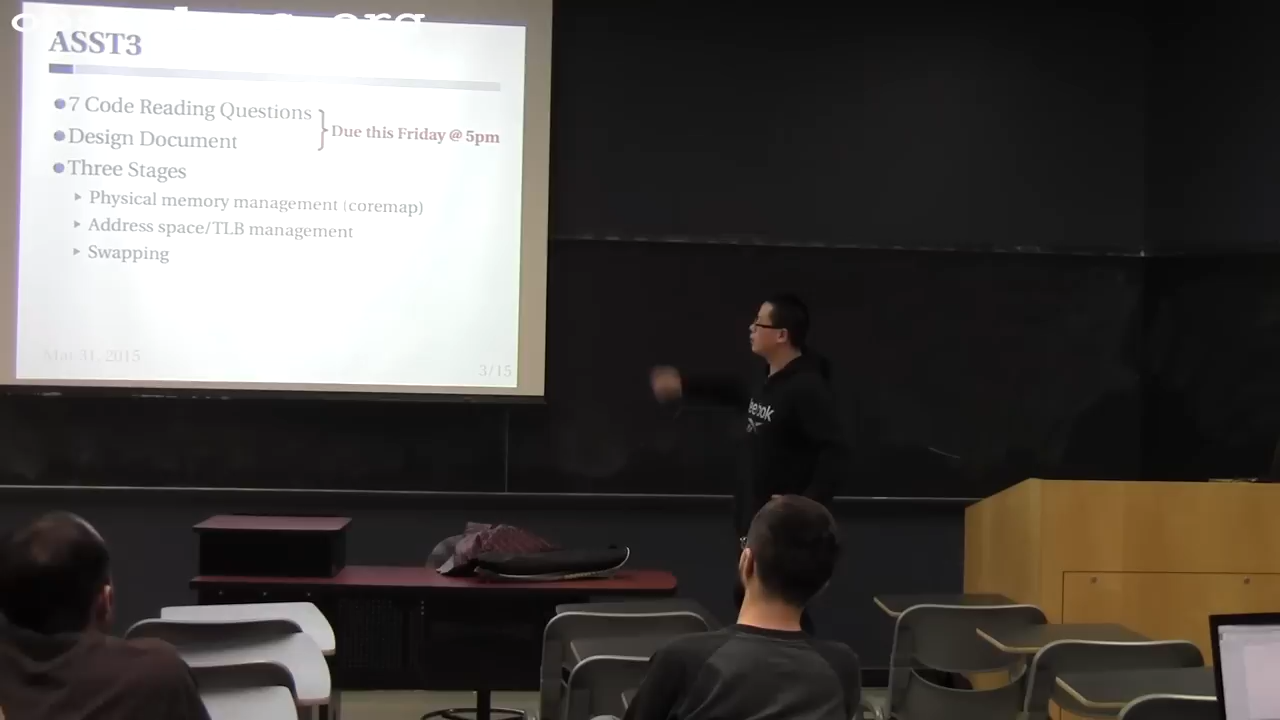 ASST3
7 Code Reading Questions
Design Document
Due this Friday @ 5pm
Three Stages
Physical memory management (coremap)
Address space/TLB management
Swapping
Mar 31, 2015
3/15